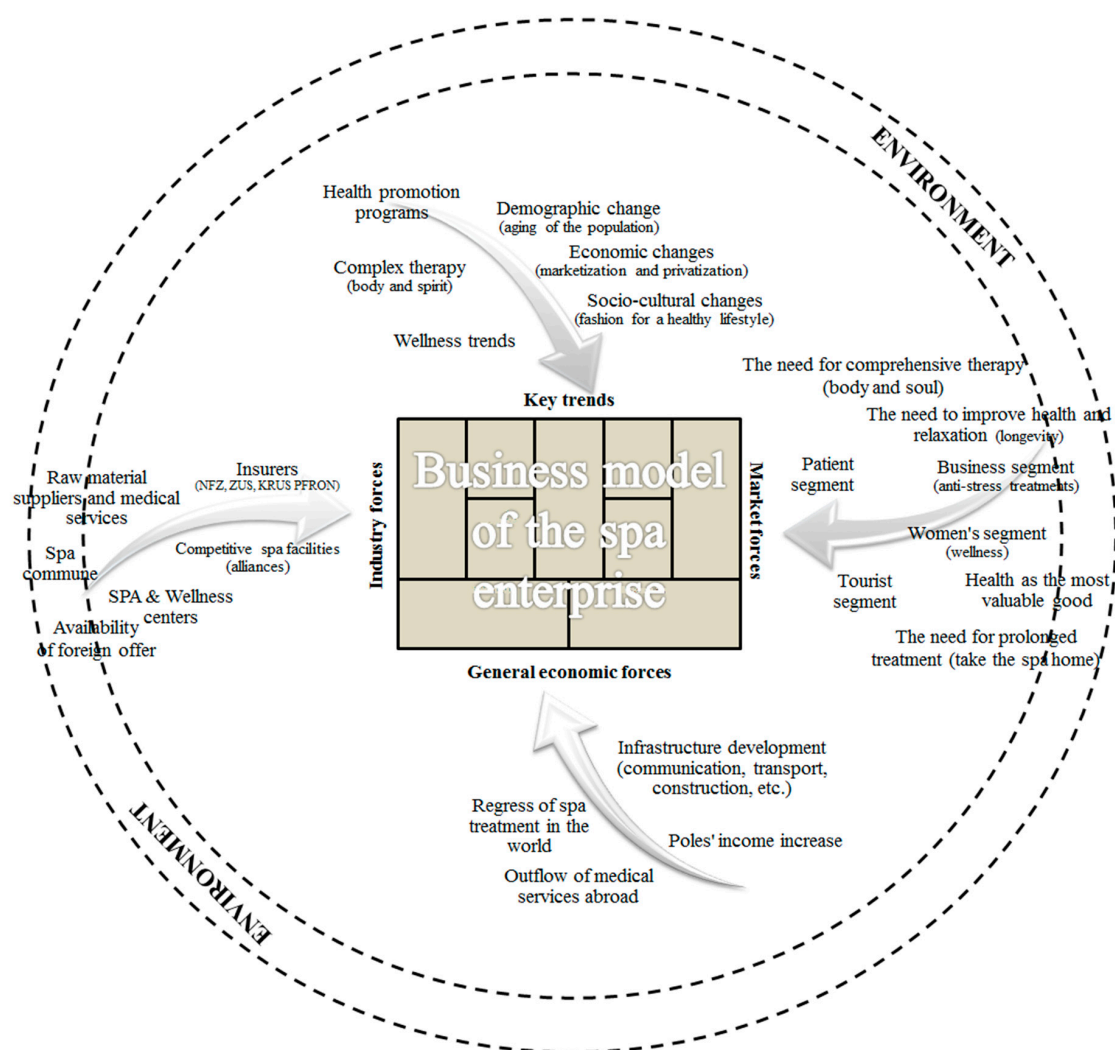 ENVIRONMENT
Health promotion
programs
Demographic change
(aging of the population)
Economic changes
(marketization and privatization)
Complex therapy
(body and spirit)
Socio-cultural changes
(fashion for a healthy lifestyle)
Wellness trends
Key trends
The need for comprehensive therapy
(body and soul)
The need to improve health and
relaxation (longevity)
Patient
segment
Business segment
(anti-stress treatments)
Women's segment
(wellness)
Tourist
segment
Health as the most
valuable good
The need for prolonged
treatment (take the spa home)
Market forces
Business model
of the spa
enterprise
Industry forces
Raw material
suppliers and medical
services
Insurers
(NFZ, ZUS, KRUS PFRON)
Spa
commune
Competitive spa facilities
(alliances)
SPA & Wellness
centers
Availability
of foreign offer
General economic forces
Infrastructure development
(communication, transport,
construction, etc.)
Regress of spa
treatment in the
world
Poles' income increase
Outflow of medical
services abroad
ENVIRONMENT